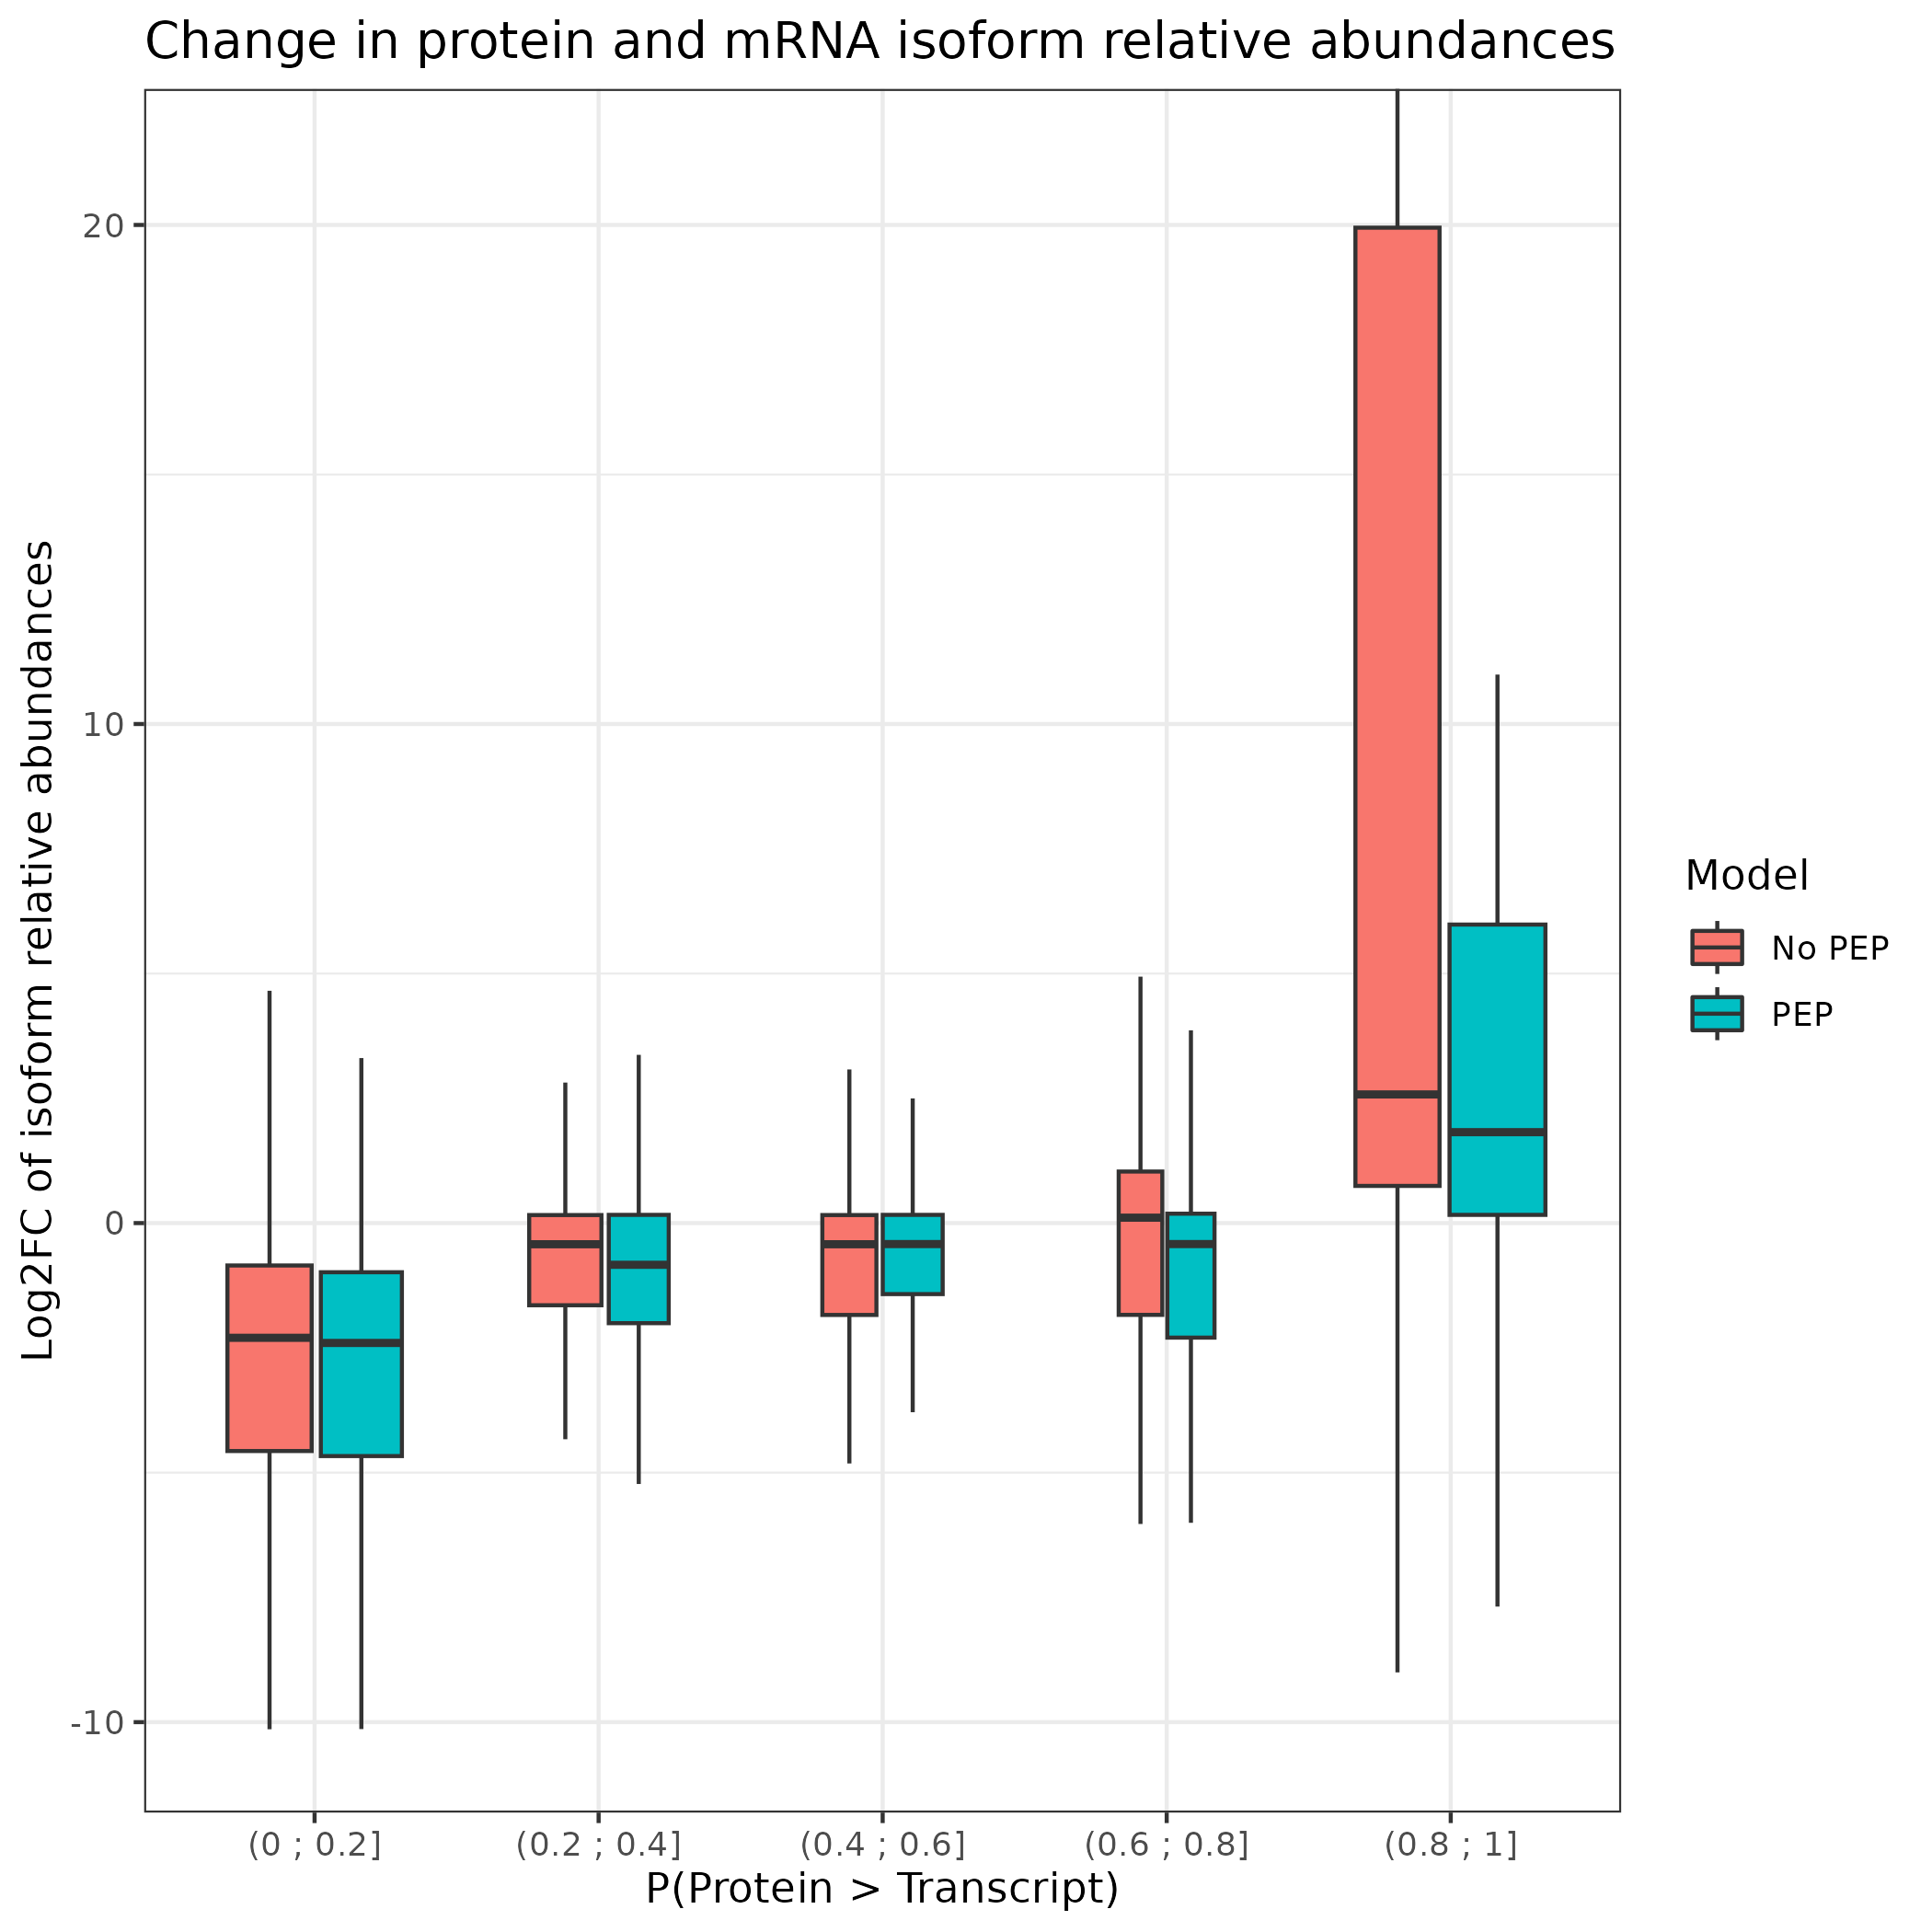 Change in protein and mRNA isoform relative abundances
Log2FC of isoform relative abundances
20
10
0
-10
(0 ; 0.2]
(0.2 ; 0.4]
(0.4 ; 0.6]
(0.6 ; 0.8]
(0.8 ; 1]
P(Protein > Transcript)
Model
No PEP
PEP